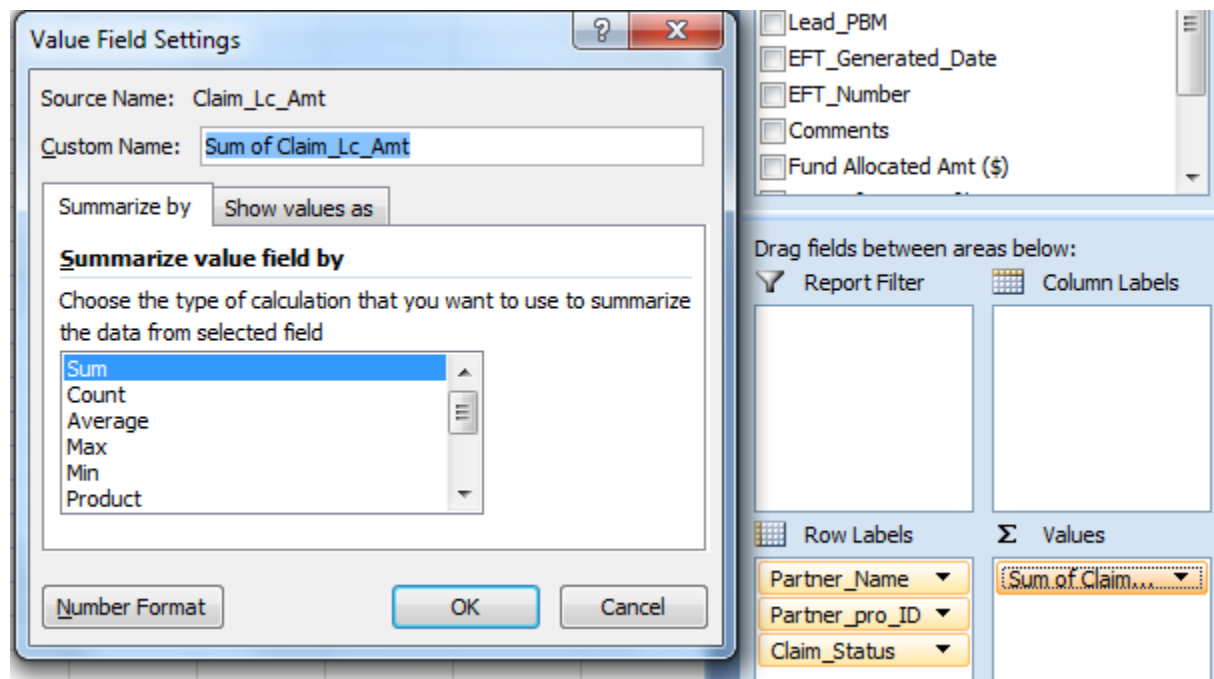 Value Field Settings
?
X
Source Name: Claim_Lc_Amt
Custom Name: Sum of Claim_Lc_Amt
Summarize by
Show values as
Summarize value field by
Choose the type of calculation that you want to use to summarize
the data from selected field
Sum
Count
Average
Max
Min
Product
Number Format
OK
Cancel
Lead_PBM
EFT_Generated_Date
EFT_Number
Comments
Fund Allocated Amt ($)
Drag fields between areas below:
Report Filter
Column Labels
Row Labels
Σ Values
Partner_Name
Partner_pro_ID
Claim_Status
Sum of Claim...